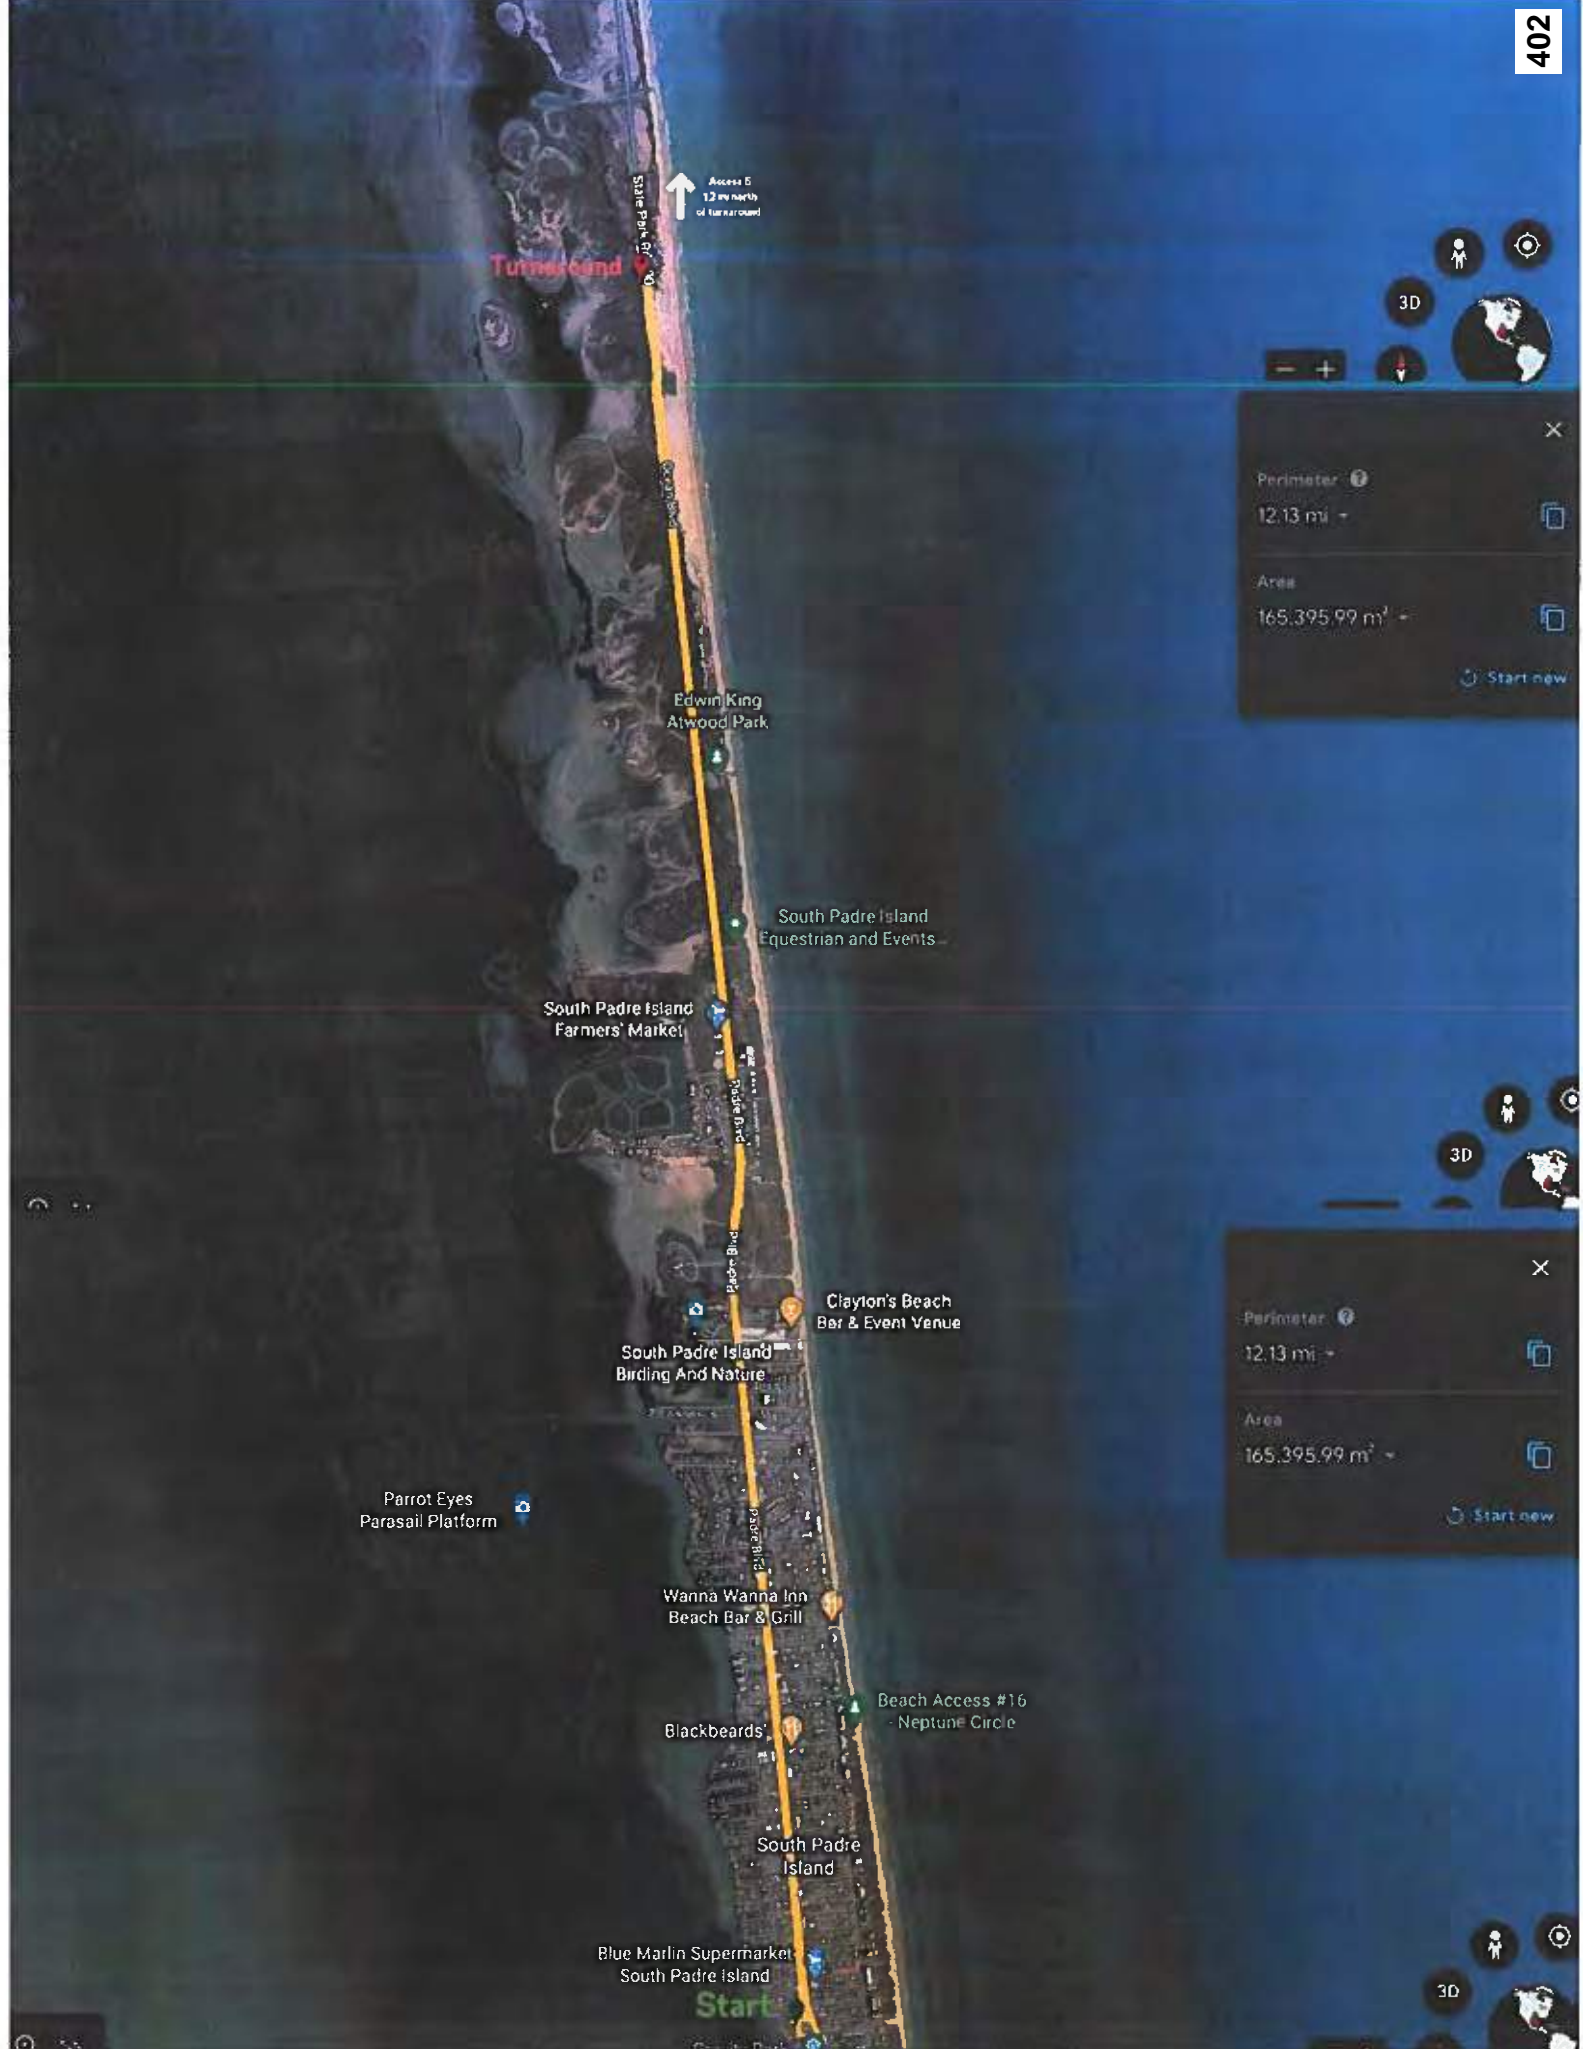 402
Access 6
of turnaround
State Park
Turnaround
3D
Perimeter
12.13 mi
Area
165,395.99 m²
Start new
Edwin King
Atwood Park
South Padre Island
Equestrian and Events...
South Padre Island
Farmers' Market
Padre Blvd
3D
Padre Blvd
Clayton's Beach
Bar & Event Venue
Perimeter
12.13 mi
South Padre Island
Birding And Nature
Area
165,395.99 m²
Start new
Parrot Eyes
Parasail Platform
Padre Blvd
Wanna Wanna Inn
Beach Bar & Grill
Beach Access #16
- Neptune Circle
Blackbeards'
South Padre
Island
Blue Marlin Supermarket
South Padre Island
3D
Start